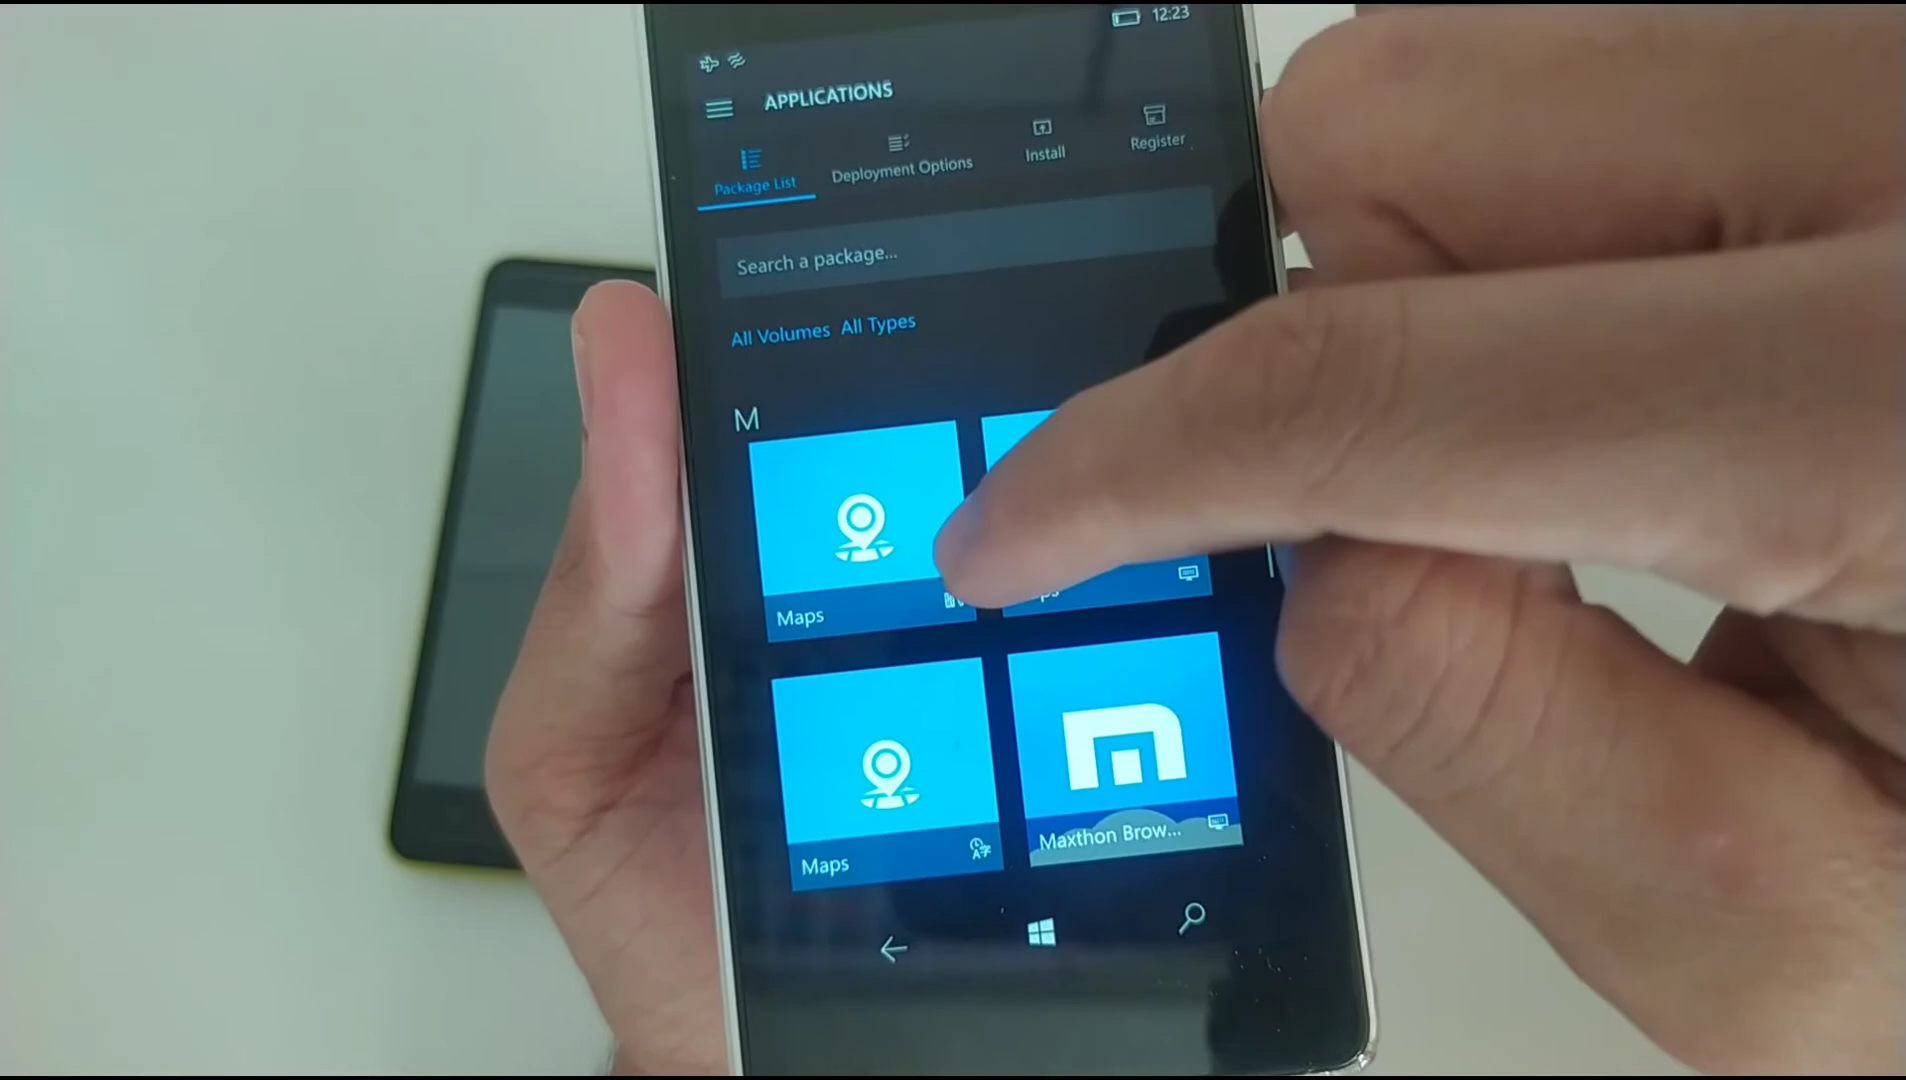 12:23
APPLICATIONS
Package List
Deployment Options
Install
Register
Search a package...
All Volumes All Types
M
Maps
Maps
Maxthon Brow...